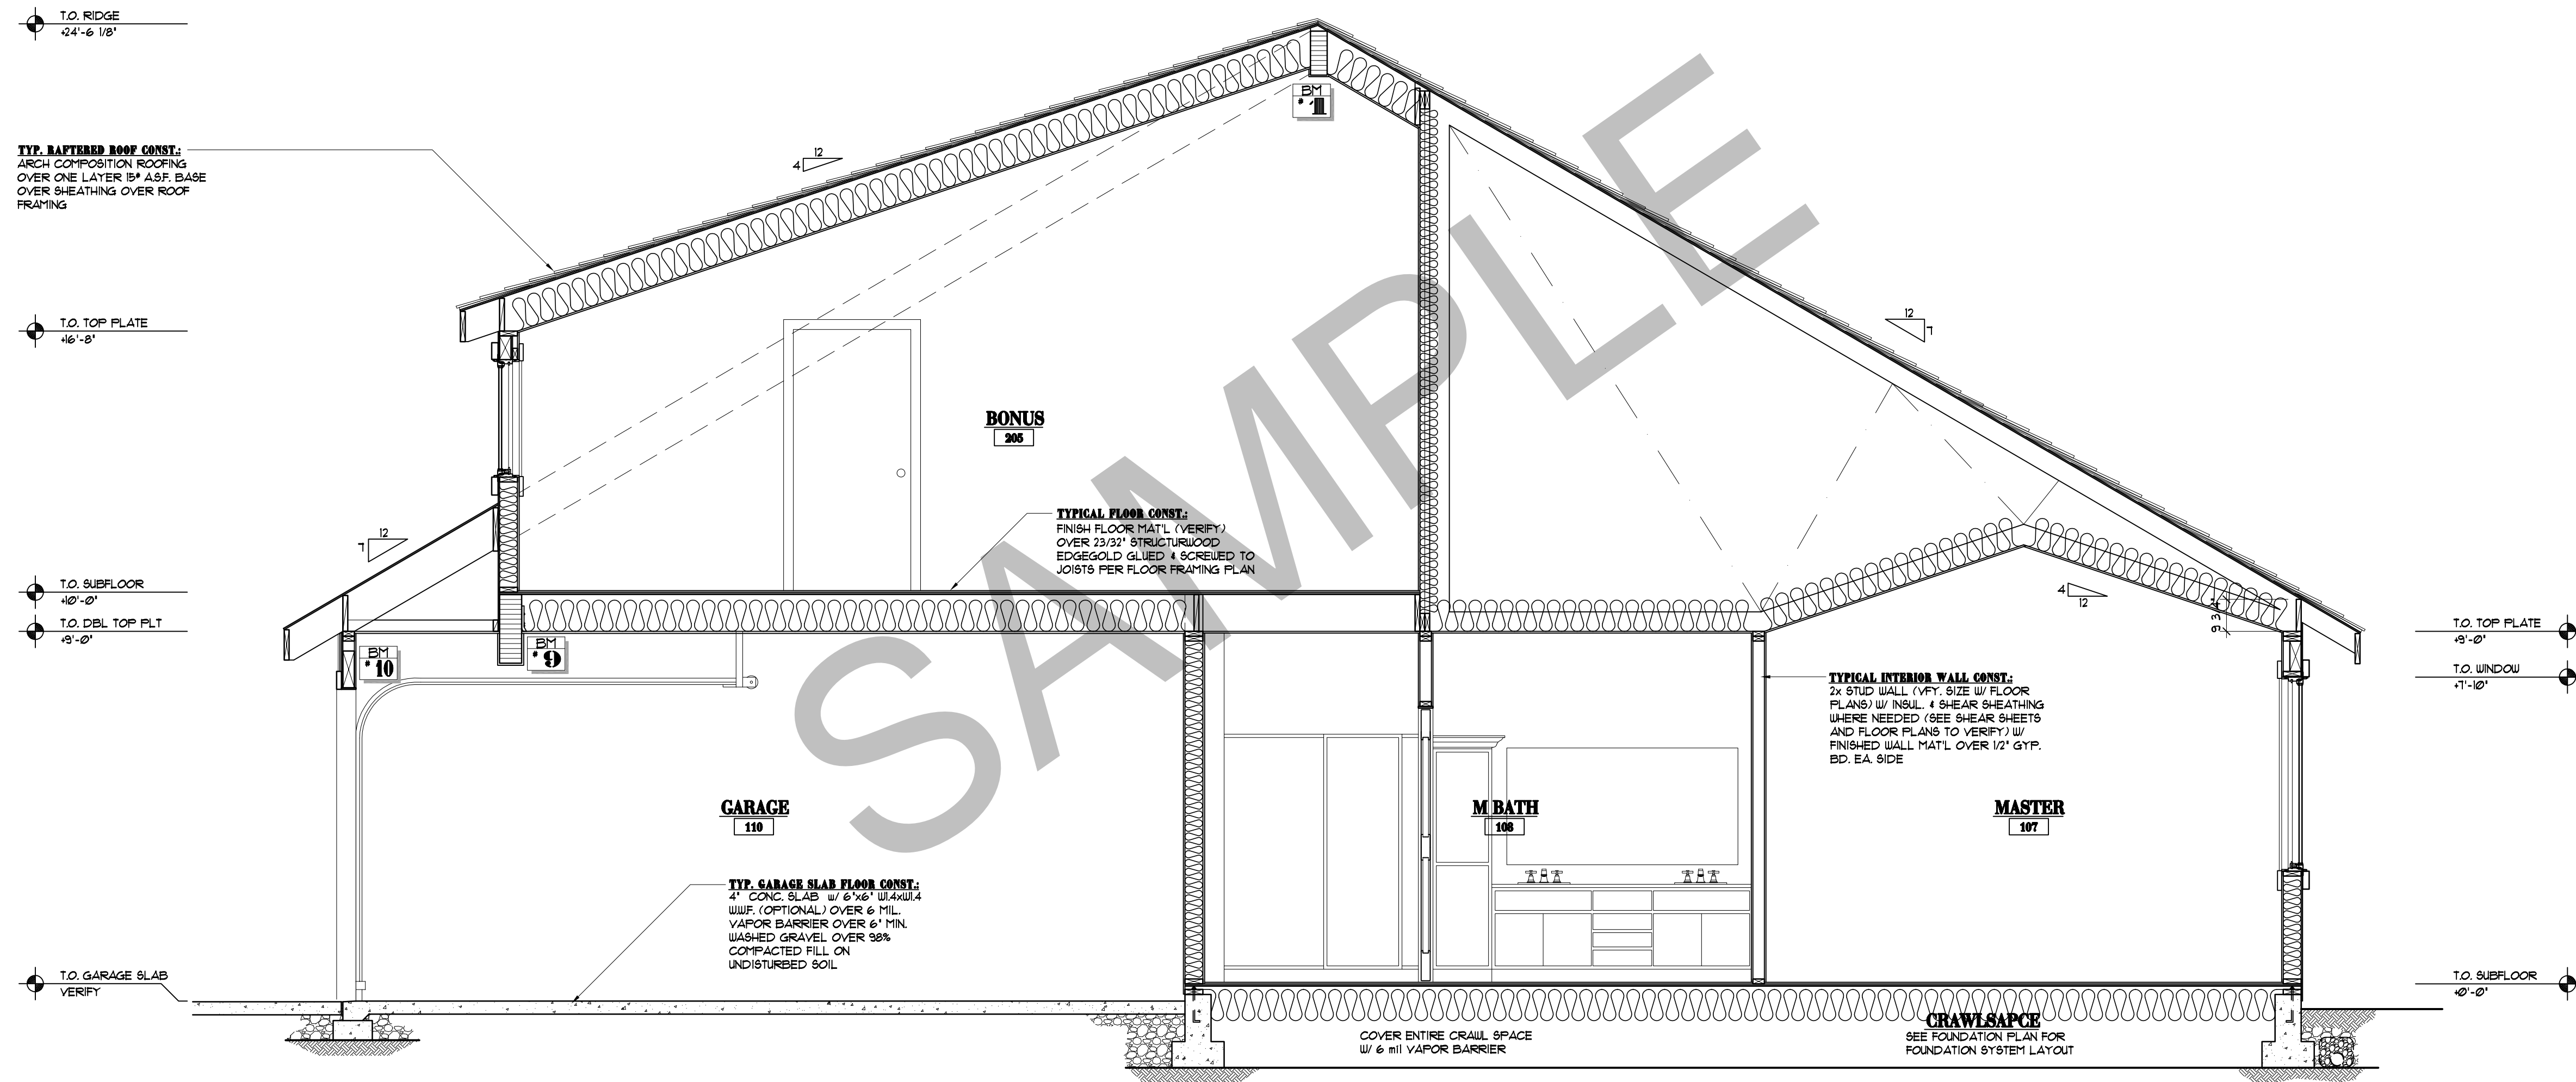 T.O. RIDGE
+24'-6 1/8"
TYP. RAFTERED ROOF CONST.:
ARCH COMPOSITION ROOFING
OVER ONE LAYER 15# A.S.F. BASE
OVER SHEATHING OVER ROOF
FRAMING
T.O. TOP PLATE
+16'-8"
T.O. SUBFLOOR
+10'-0"
T.O. DBL TOP PLT
+9'-0"
T.O. GARAGE SLAB
VERIFY
12
4
12
7
BM
# 1
12
7
BONUS
205
TYPICAL FLOOR CONST.:
FINISH FLOOR MAT'L (VERIFY)
OVER 23/32" STRUCTURWOOD
EDGEGOLD GLUED & SCREWED TO
JOISTS PER FLOOR FRAMING PLAN
SAMPLE
4
12
9 3/4"
BM
# 10
BM
# 9
TYPICAL INTERIOR WALL CONST.:
2x STUD WALL (VFY. SIZE W/ FLOOR
PLANS) W/ INSUL. & SHEAR SHEATHING
WHERE NEEDED (SEE SHEAR SHEETS
AND FLOOR PLANS TO VERIFY) W/
FINISHED WALL MAT'L OVER 1/2" GYP.
BD. EA. SIDE
GARAGE
110
M BATH
108
MASTER
107
TYP. GARAGE SLAB FLOOR CONST.:
4" CONC. SLAB w/ 6"x6" W1.4xW1.4
W.W.F. (OPTIONAL) OVER 6 MIL.
VAPOR BARRIER OVER 6" MIN.
WASHED GRAVEL OVER 98%
COMPACTED FILL ON
UNDISTURBED SOIL
COVER ENTIRE CRAWL SPACE
W/ 6 mil VAPOR BARRIER
CRAWLSAPCE
SEE FOUNDATION PLAN FOR
FOUNDATION SYSTEM LAYOUT
T.O. TOP PLATE
+9'-0"
T.O. WINDOW
+7'-10"
T.O. SUBFLOOR
+0'-0"